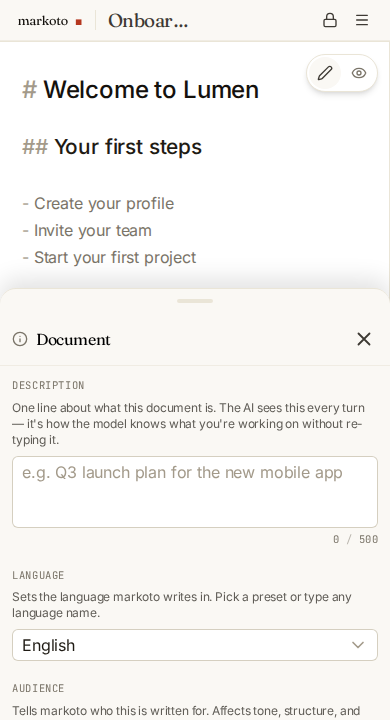 markoto
Onboar...
# Welcome to Lumen
## Your first steps
- Create your profile
- Invite your team
- Start your first project
Document
DESCRIPTION
One line about what this document is. The AI sees this every turn
— it's how the model knows what you're working on without re-
typing it.
e.g. Q3 launch plan for the new mobile app
0 / 500
LANGUAGE
Sets the language markoto writes in. Pick a preset or type any
language name.
English
AUDIENCE
Tells markoto who this is written for. Affects tone, structure, and